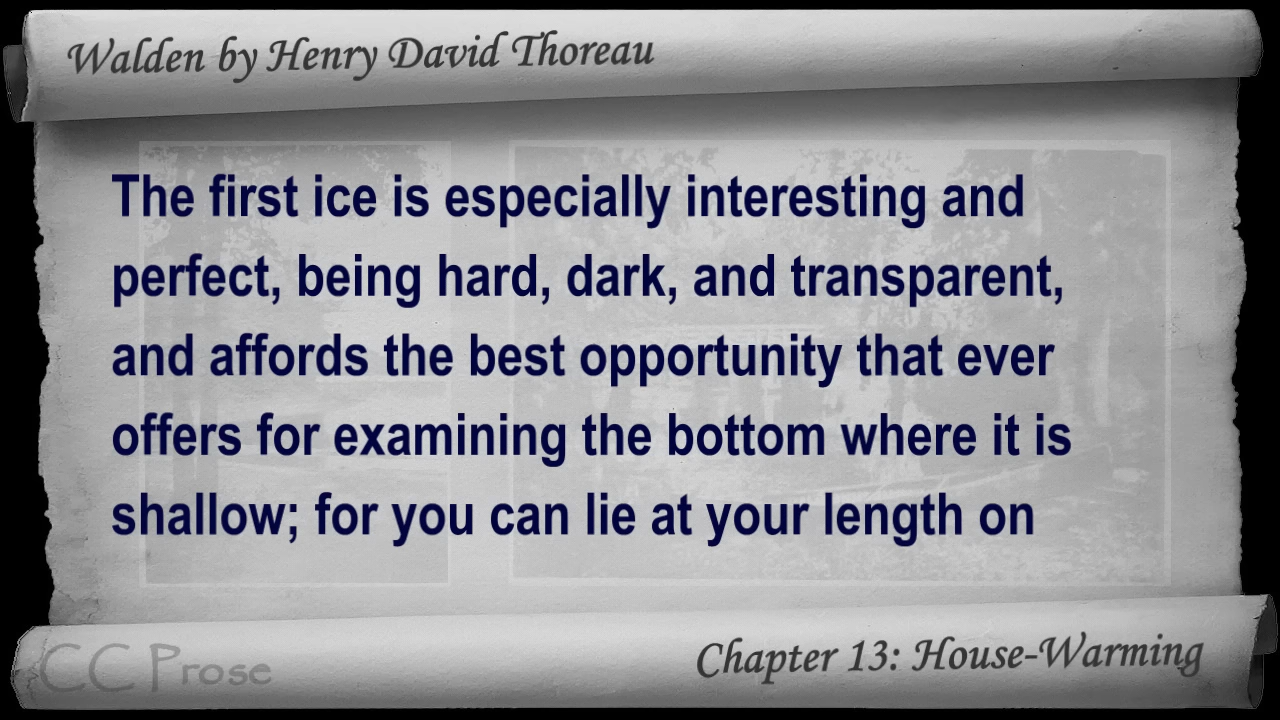 Walden by Henry David Thoreau
The first ice is especially interesting and
perfect, being hard, dark, and transparent,
and affords the best opportunity that ever
offers for examining the bottom where it is
shallow; for you can lie at your length on
CC Prose
Chapter 13: House-Warming